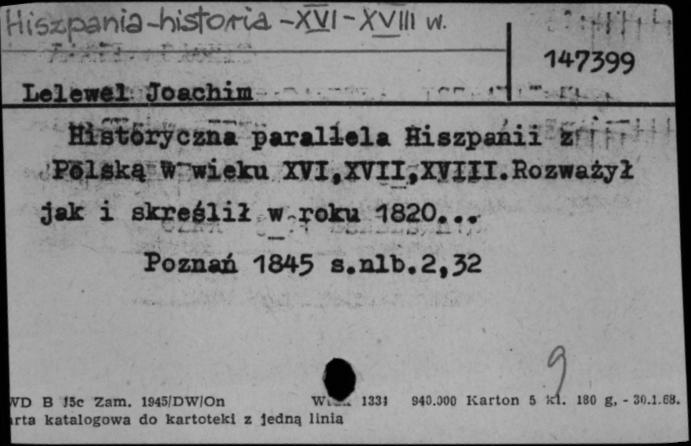 Hiszpania-historia -XVI-XVIII w.
147399
Lelewel Joachim
Historyczna parallela Hiszpanii z
Polską w wieku XVI,XVII,XVIII.Rozważył
jak i skreślił w roku 1820...
Poznań 1845 s.nlb.2,32
9
WD B 15c Zam. 1945/DW/On 1331 940.000 Karton 5 kl. 180 g, - 30.1.68.
arta katalogowa do kartoteki z jedną linia